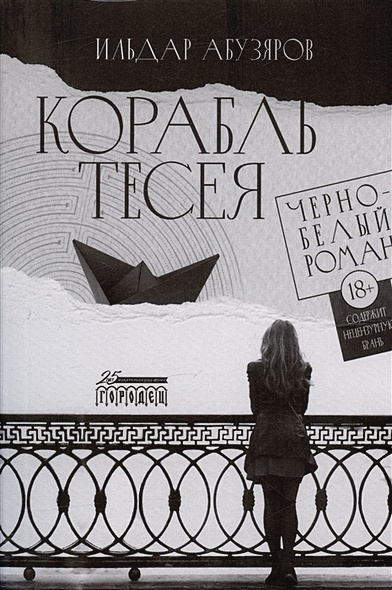 ИЛЬДАР АБУЗЯРОВ
КОРАБЛЬ
ТЕСЕЯ
ЧЕРНО-
БЕЛЫЙ
РОМАН
18+
СОДЕРЖИТ
НЕЦЕНЗУРНУЮ
БРАНЬ
25
ГОРОДЕЦ